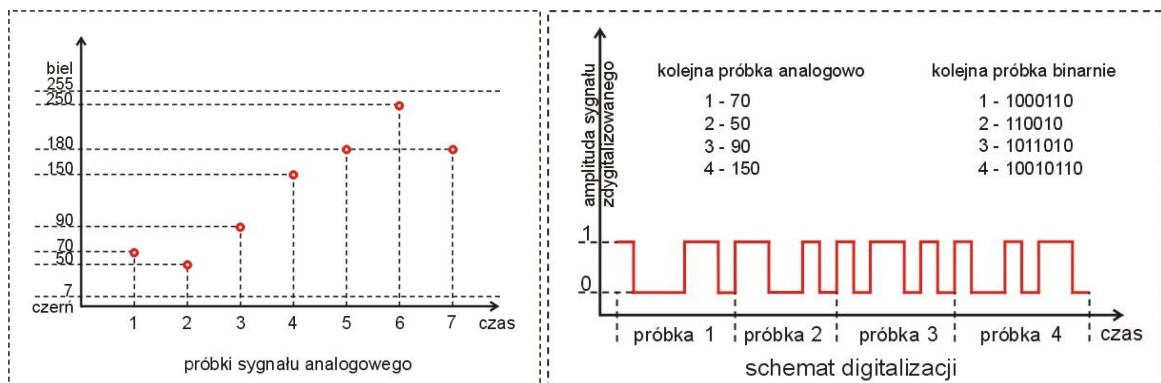 biel
255
250
180
150
90
70
50
7
czerń
1 2 3 4 5 6 7 czas
próbki sygnału analogowego
amplituda sygnału
zdygitalizowanego
kolejna próbka analogowo
1 - 70
2 - 50
3 - 90
4 - 150
kolejna próbka binarnie
1 - 1000110
2 - 110010
3 - 1011010
4 - 10010110
1
0
próbka 1 próbka 2 próbka 3 próbka 4 czas
schemat digitalizacji